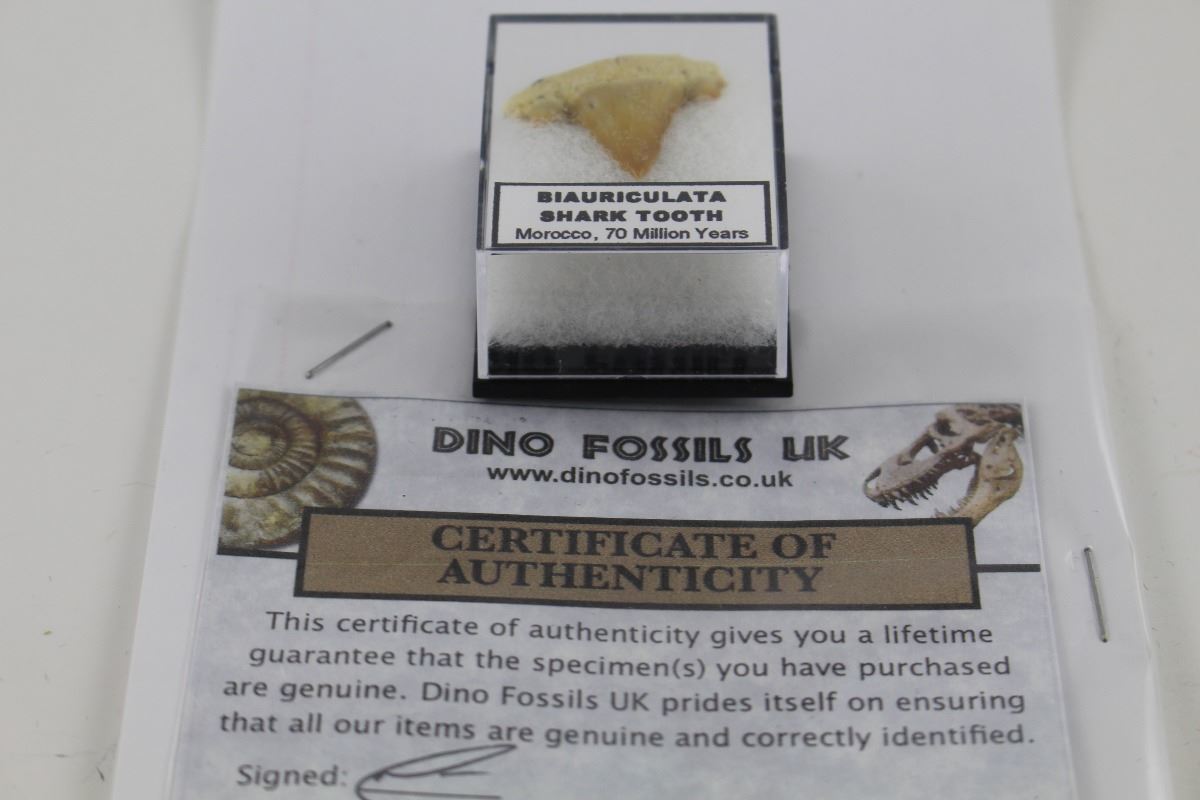 BIAURICULATA
SHARK TOOTH
Morocco, 70 Million Years
DINO FOSSILS UK
www.dinofossils.co.uk
CERTIFICATE OF
AUTHENTICITY
This certificate of authenticity gives you a lifetime
guarantee that the specimen(s) you have purchased
are genuine. Dino Fossils UK prides itself on ensuring
that all our items are genuine and correctly identified.
Signed: